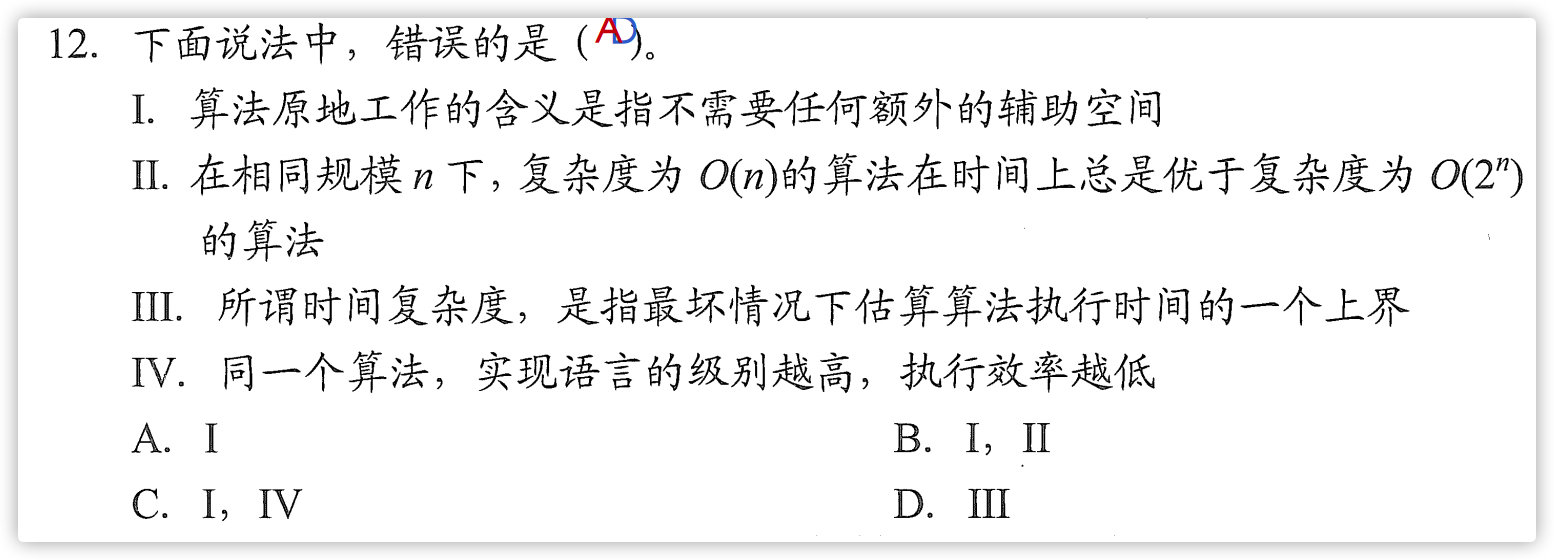 12. 下面说法中，错误的是（AD）。
I. 算法原地工作的含义是指不需要任何额外的辅助空间
II. 在相同规模 n 下，复杂度为 O(n)的算法在时间上总是优于复杂度为 O(2ⁿ)
的算法
III. 所谓时间复杂度，是指最坏情况下估算算法执行时间的一个上界
IV. 同一个算法，实现语言的级别越高，执行效率越低
A. I B. I，II
C. I，IV D. III